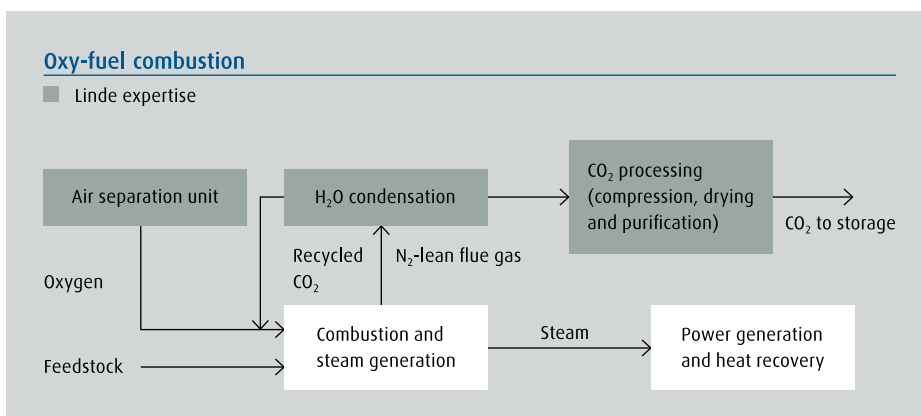 Oxy-fuel combustion
Linde expertise
Air separation unit
H₂O condensation
CO₂ processing
(compression, drying
and purification)
CO₂ to storage
Recycled
CO₂
N₂-lean flue gas
Oxygen
Feedstock
Combustion and
steam generation
Steam
Power generation
and heat recovery